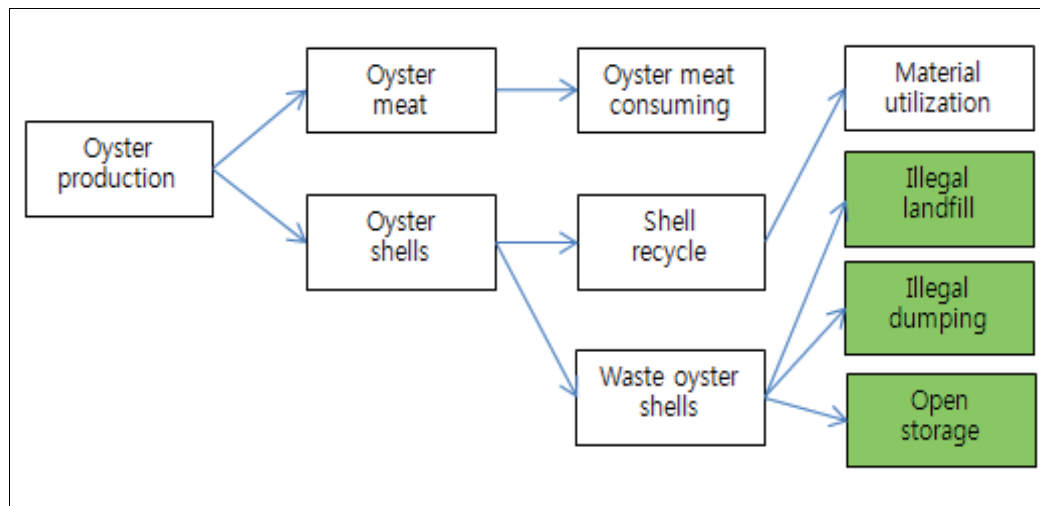 Oyster
production
Oyster
meat
Oyster
shells
Oyster meat
consuming
Shell
recycle
Waste oyster
shells
Material
utilization
Illegal
landfill
Illegal
dumping
Open
storage